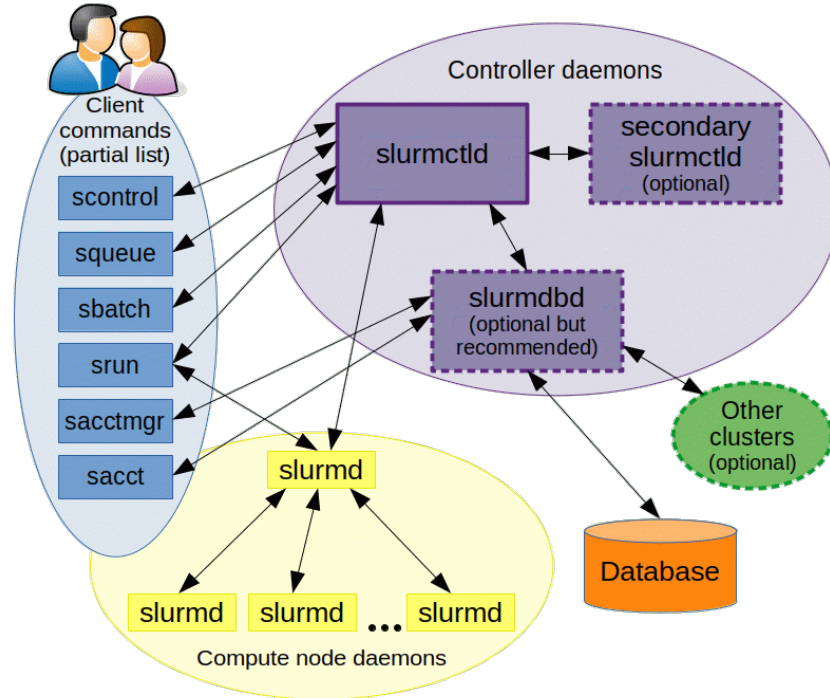 Client
commands
(partial list)
scontrol
squeue
sbatch
srun
sacctmgr
sacct
Controller daemons
slurmctld
secondary
slurmctld
(optional)
slurmdbd
(optional but
recommended)
Other
clusters
(optional)
Database
slurmd
slurmd
slurmd
...
slurmd
Compute node daemons